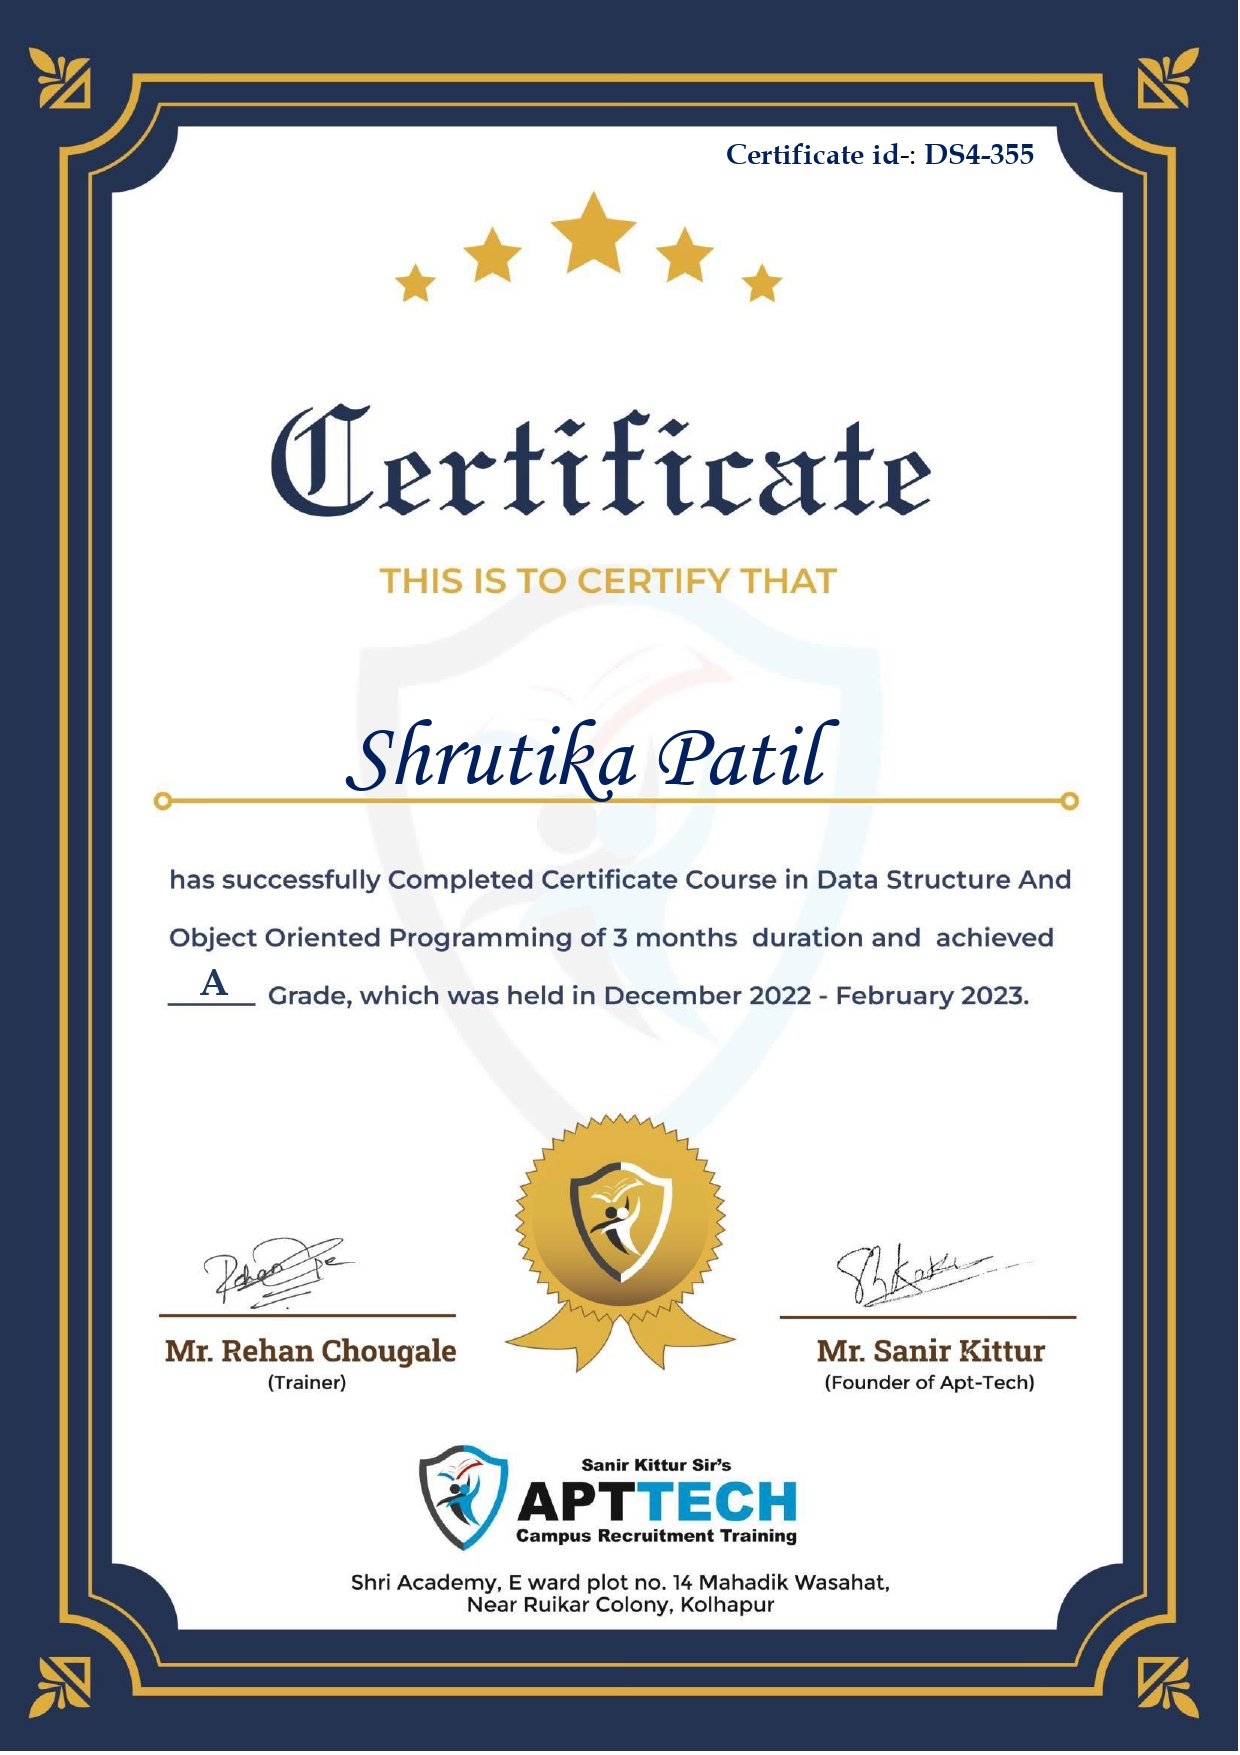 Certificate id-: DS4-355
Certificate
THIS IS TO CERTIFY THAT
Shrutika Patil
has successfully Completed Certificate Course in Data Structure And
Object Oriented Programming of 3 months duration and achieved
A Grade, which was held in December 2022 - February 2023.
Mr. Rehan Chougale
(Trainer)
Mr. Sanir Kittur
(Founder of Apt-Tech)
Sanir Kittur Sir's
APTTECH
Campus Recruitment Training
Shri Academy, E ward plot no. 14 Mahadik Wasahat,
Near Ruikar Colony, Kolhapur